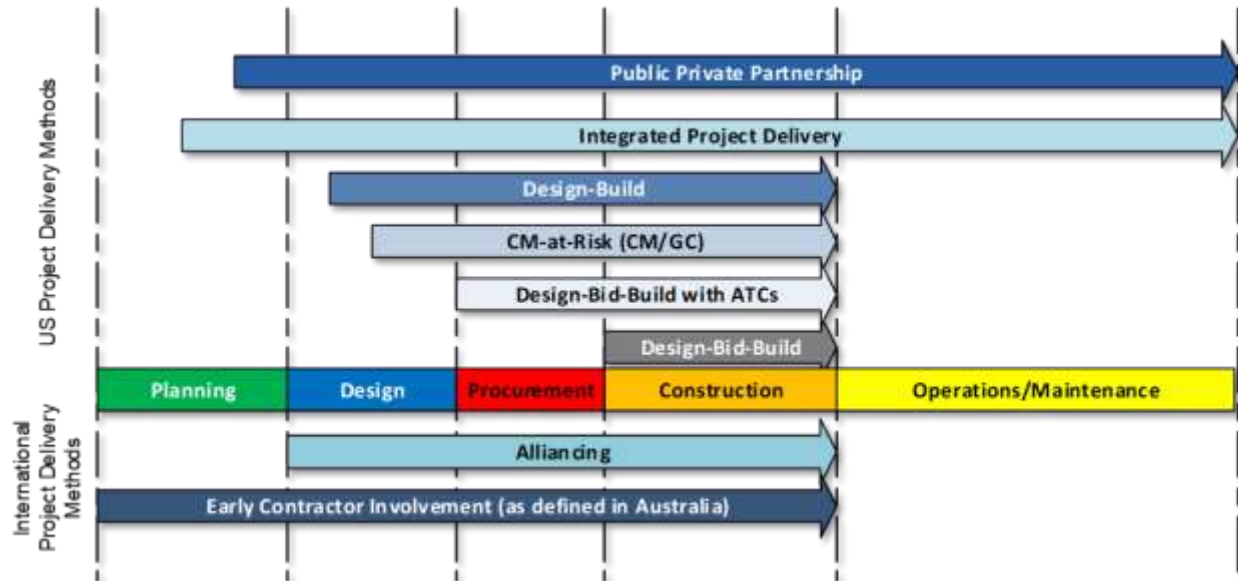 US Project Delivery Methods
Public Private Partnership
Integrated Project Delivery
Design-Build
CM-at-Risk (CM/GC)
Design-Bid-Build with ATCs
Design-Bid-Build
Planning
Design
Procurement
Construction
Operations/Maintenance
International
Project Delivery
Methods
Alliancing
Early Contractor Involvement (as defined in Australia)